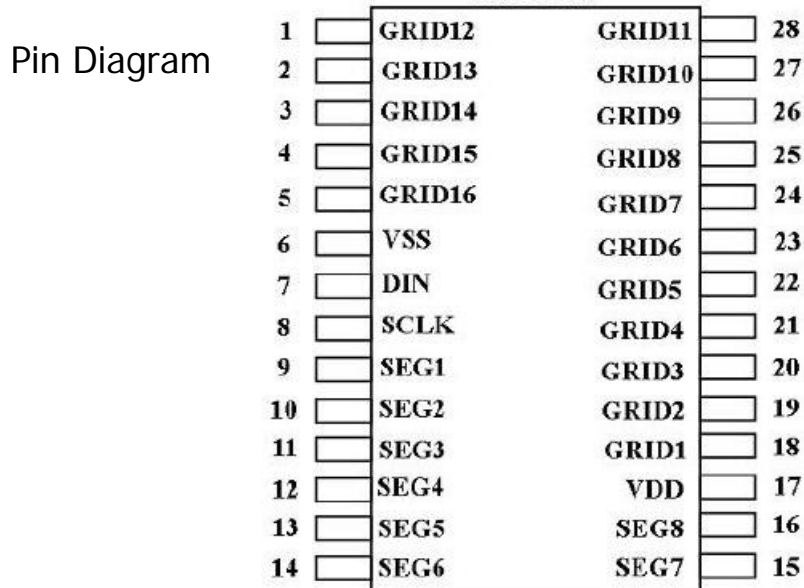 Pin Diagram
1 GRID12 GRID11 28
2 GRID13 GRID10 27
3 GRID14 GRID9 26
4 GRID15 GRID8 25
5 GRID16 GRID7 24
6 VSS GRID6 23
7 DIN GRID5 22
8 SCLK GRID4 21
9 SEG1 GRID3 20
10 SEG2 GRID2 19
11 SEG3 GRID1 18
12 SEG4 VDD 17
13 SEG5 SEG8 16
14 SEG6 SEG7 15